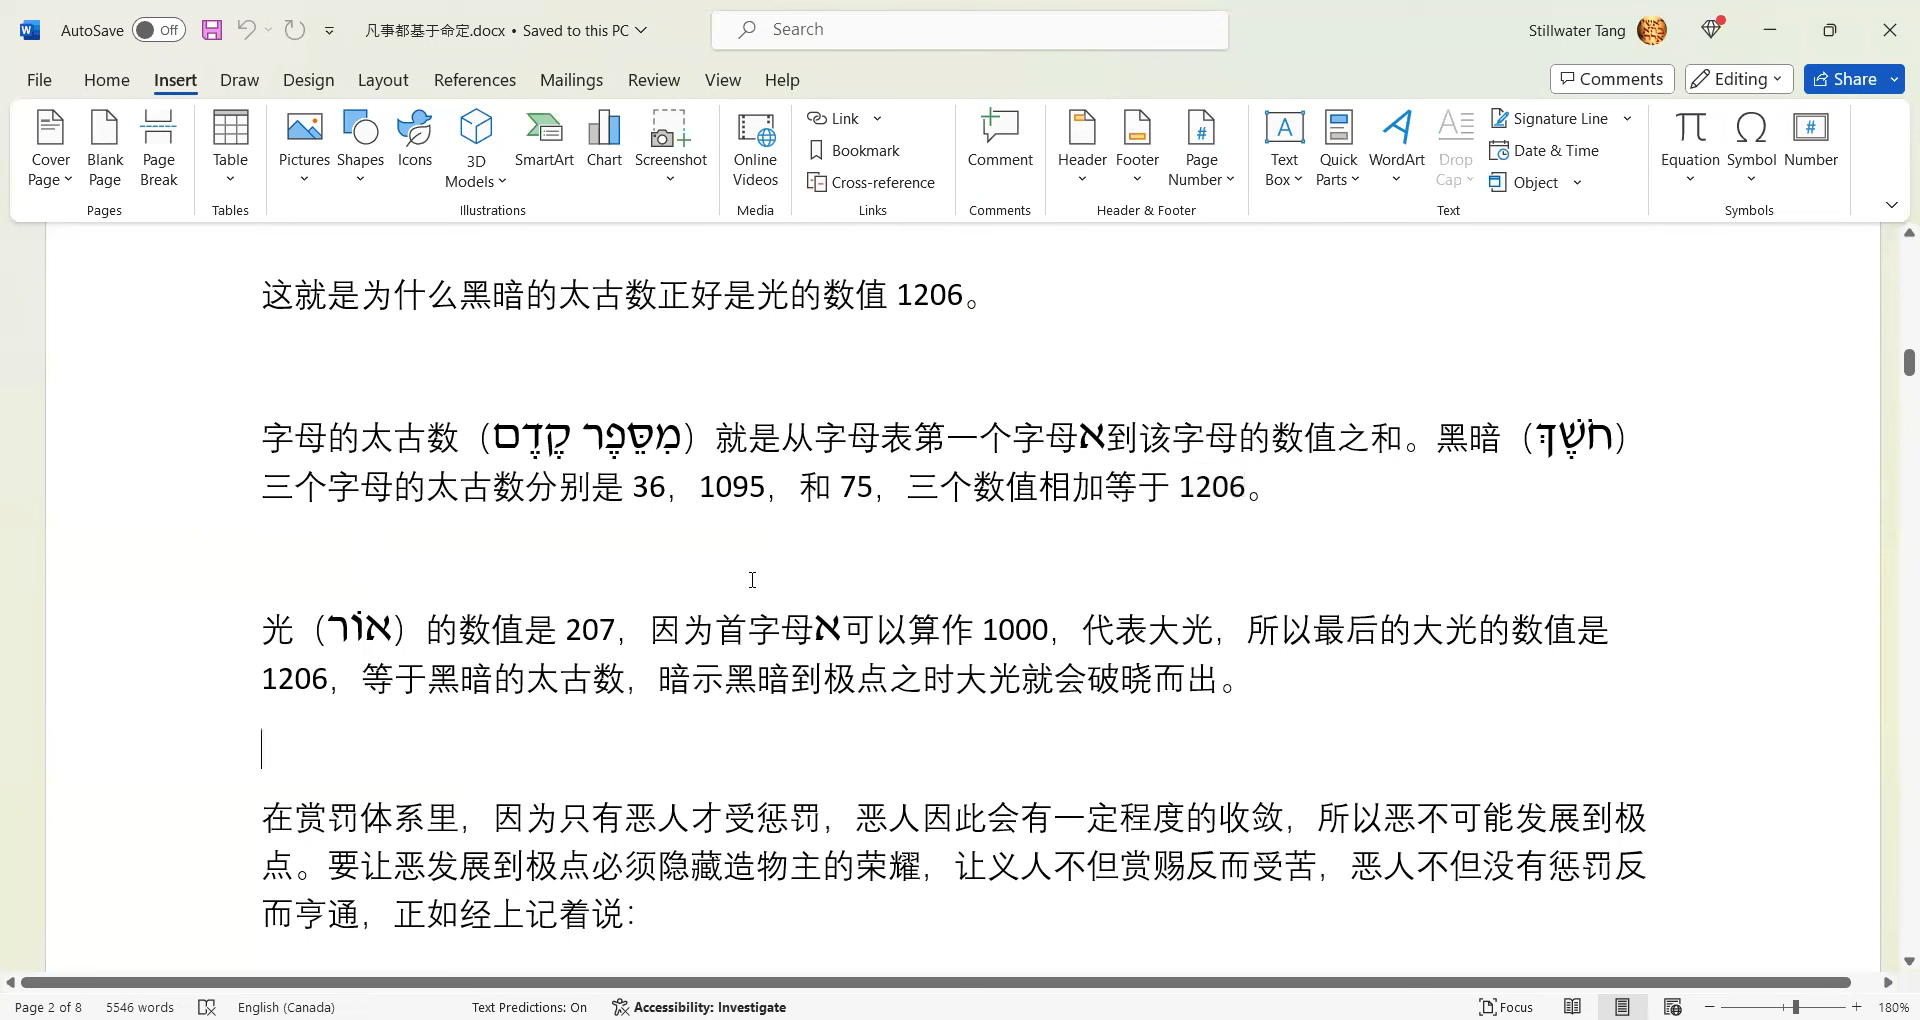 AutoSave Off 凡事都基于命定.docx • Saved to this PC Search Stillwater Tang
File Home Insert Draw Design Layout References Mailings Review View Help Comments Editing Share
Cover Page Blank Page Page Break Table Pictures Shapes Icons 3D Models SmartArt Chart Screenshot Online Videos Link Bookmark Cross-reference Comment Header Footer Page Number Text Box Quick Parts WordArt Drop Cap Signature Line Date & Time Object Equation Symbol Number
Pages Tables Illustrations Media Links Comments Header & Footer Text Symbols
这就是为什么黑暗的太古数正好是光的数值 1206。
字母的太古数（מִסֵּפֶר קֶדֶם）就是从字母表第一个字母א到该字母的数值之和。黑暗（חֹשֶׁךְ）
三个字母的太古数分别是 36，1095，和 75，三个数值相加等于 1206。
光（אוֹר）的数值是 207，因为首字母א可以算作 1000，代表大光，所以最后的大光的数值是
1206，等于黑暗的太古数，暗示黑暗到极点之时大光就会破晓而出。
在赏罚体系里，因为只有恶人才受惩罚，恶人因此会有一定程度的收敛，所以恶不可能发展到极
点。要让恶发展到极点必须隐藏造物主的荣耀，让义人不但赏赐反而受苦，恶人不但没有惩罚反
而亨通，正如经上记着说：
Page 2 of 8 5546 words English (Canada) Text Predictions: On Accessibility: Investigate Focus 180%